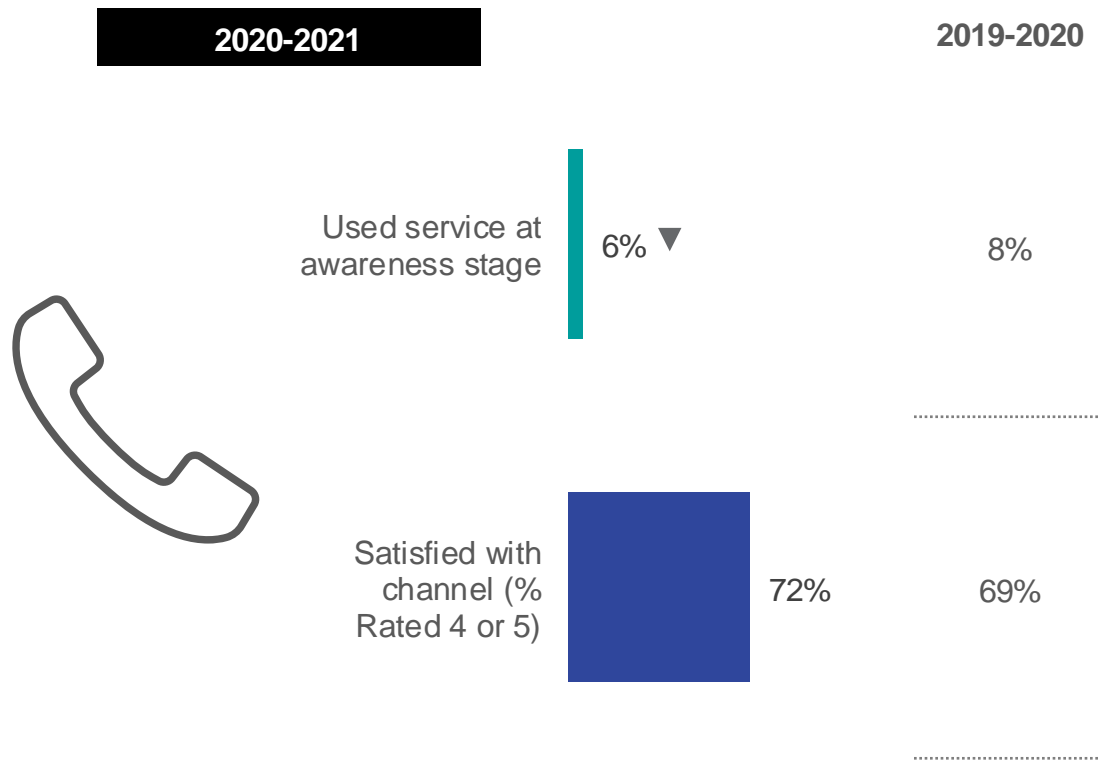 2020-2021
2019-2020
Used service at
awareness stage
6% ▼
8%
Satisfied with
channel (%
Rated 4 or 5)
72%
69%